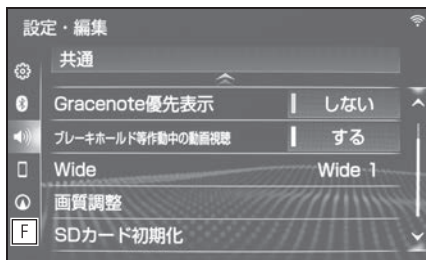 設定・編集
共通
Gracenote優先表示 しない
ブレーキホールド等作動中の動画視聴 する
Wide Wide 1
画質調整
F SDカード初期化